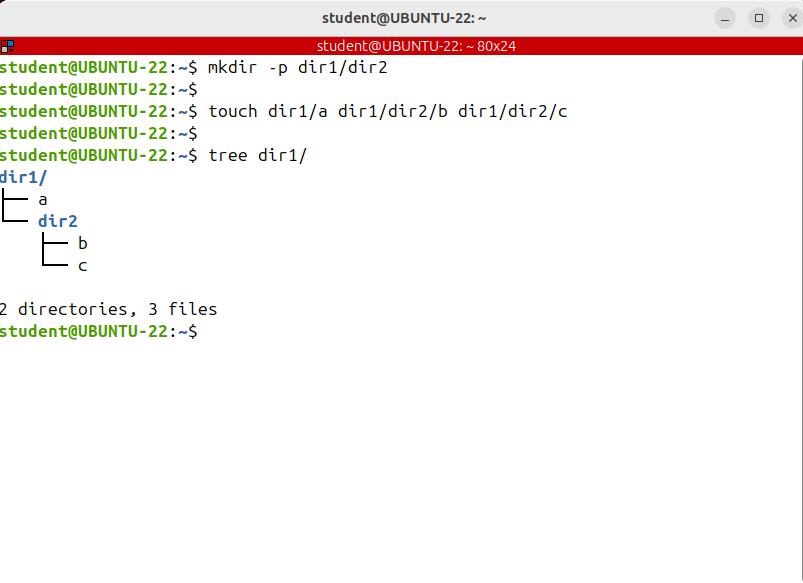 student@UBUNTU-22: ~
student@UBUNTU-22: ~ 80x24
student@UBUNTU-22:~$ mkdir -p dir1/dir2
student@UBUNTU-22:~$
student@UBUNTU-22:~$ touch dir1/a dir1/dir2/b dir1/dir2/c
student@UBUNTU-22:~$
student@UBUNTU-22:~$ tree dir1/
dir1/
├── a
└── dir2
    ├── b
    └── c

2 directories, 3 files
student@UBUNTU-22:~$